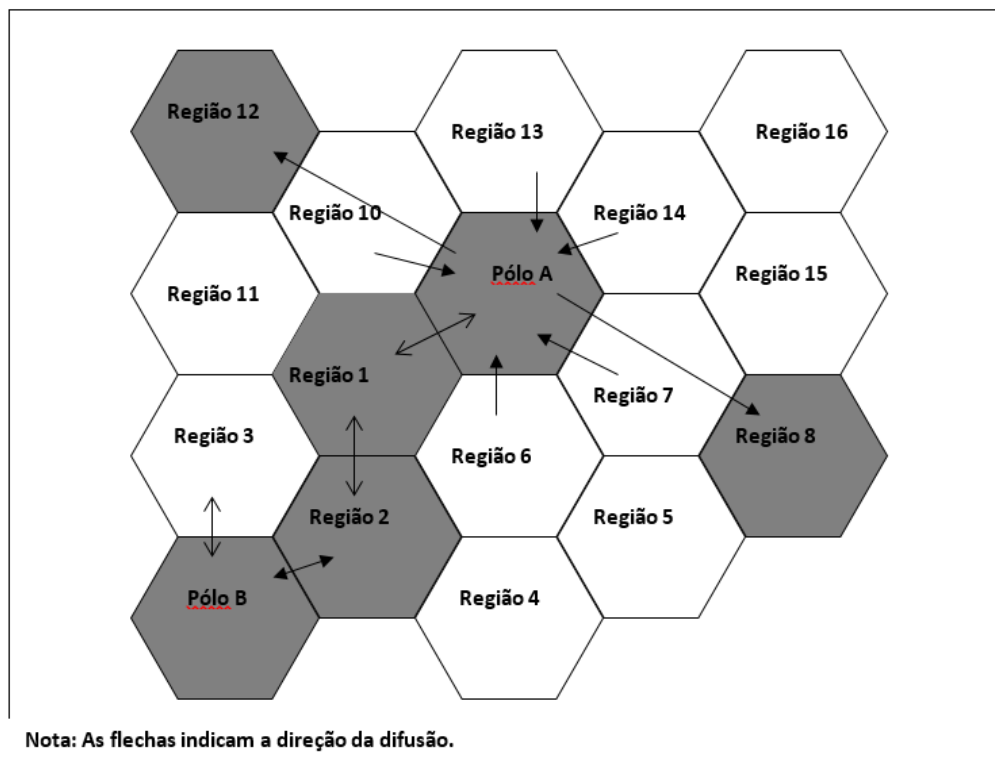 Região 12
Região 13
Região 16
Região 10
Região 14
Pólo A
Região 15
Região 11
Região 1
Região 7
Região 3
Região 8
Região 6
Região 2
Região 5
Pólo B
Região 4
Nota: As flechas indicam a direção da difusão.